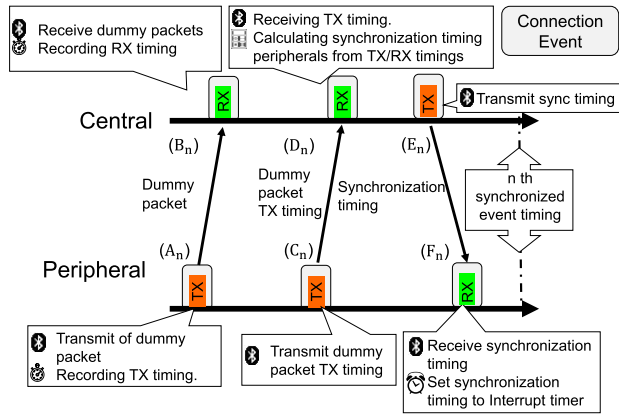 Receive dummy packets
Recording RX timing
Receiving TX timing.
Calculating synchronization timing
peripherals from TX/RX timings
Connection
Event
RX
RX
TX
Transmit sync timing
Central
(Bn)
(Dn)
(En)
Dummy
packet
Dummy
packet
TX timing
Synchronization
timing
n th
synchronized
event timing
(An)
(Cn)
(Fn)
Peripheral
TX
TX
RX
Transmit of dummy
packet
Recording TX timing.
Transmit dummy
packet TX timing
Receive synchronization
timing
Set synchronization
timing to Interrupt timer